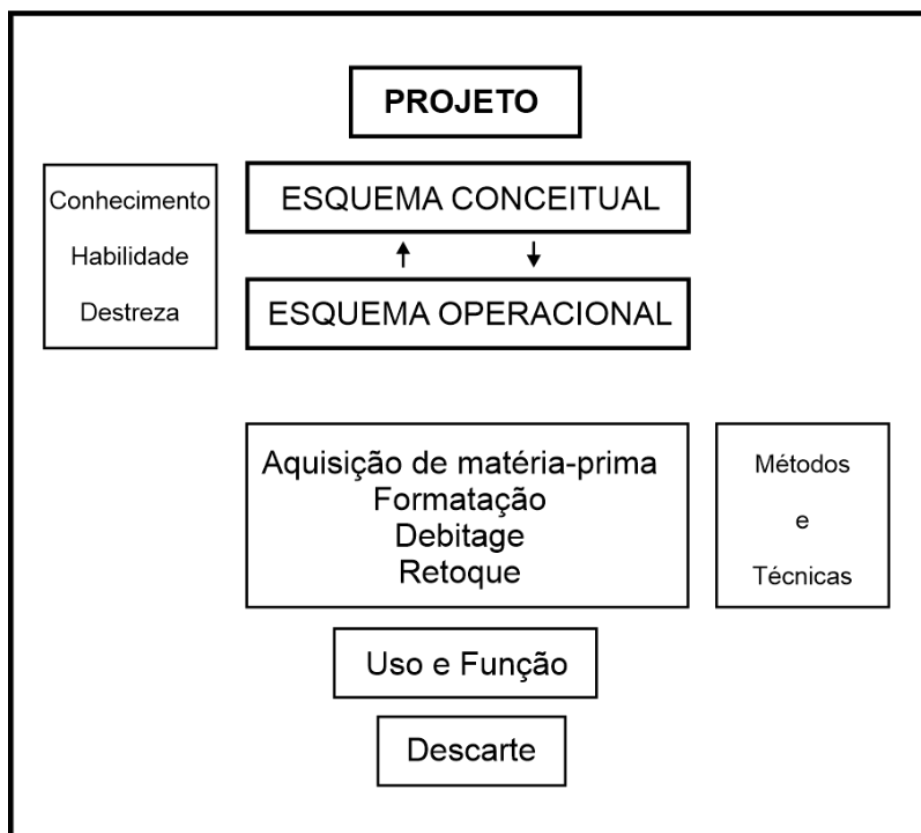 PROJETO
Conhecimento
Habilidade
Destreza
ESQUEMA CONCEITUAL
ESQUEMA OPERACIONAL
Aquisição de matéria-prima
Formatação
Debitage
Retoque
Métodos
e
Técnicas
Uso e Função
Descarte